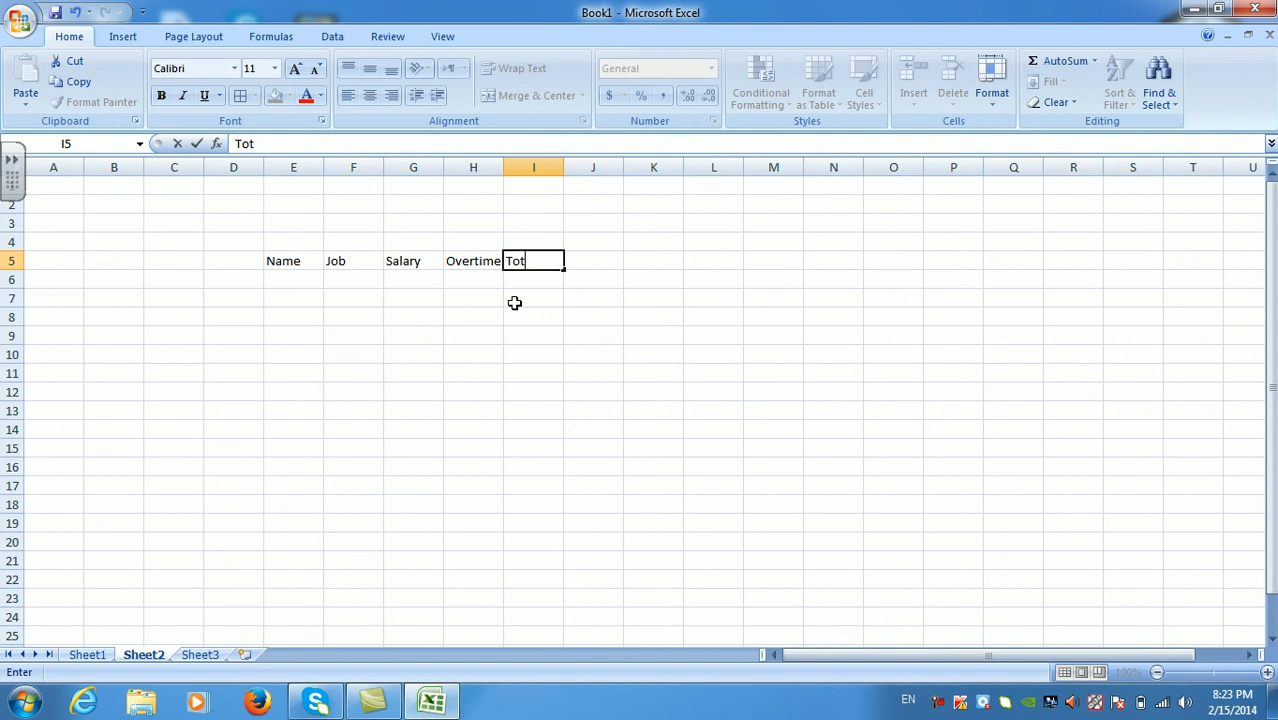 Book1 - Microsoft Excel
Home Insert Page Layout Formulas Data Review View
Paste
Cut
Copy
Format Painter
Clipboard
Calibri 11
B I U A
Font
Wrap Text
Merge & Center
Alignment
General
$ % ,
Number
Conditional Formatting
Format as Table
Cell Styles
Styles
Insert Delete Format
Cells
Σ AutoSum
Fill
Clear
Sort & Filter
Find & Select
Editing
I5 fx Tot
A B C D E F G H I J K L M N O P Q R S T U
2
3
4
5 Name Job Salary Overtime Tot
6
7
8
9
10
11
12
13
14
15
16
17
18
19
20
21
22
23
24
25
Sheet1 Sheet2 Sheet3
Enter 100%
EN 8:23 PM
2/15/2014